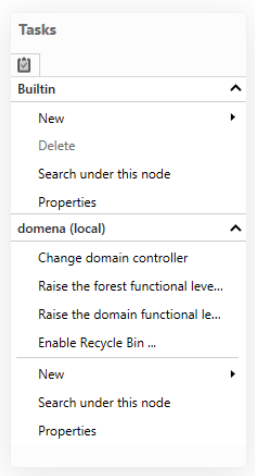 Tasks
Builtin
New
Delete
Search under this node
Properties
domena (local)
Change domain controller
Raise the forest functional leve...
Raise the domain functional le...
Enable Recycle Bin ...
New
Search under this node
Properties